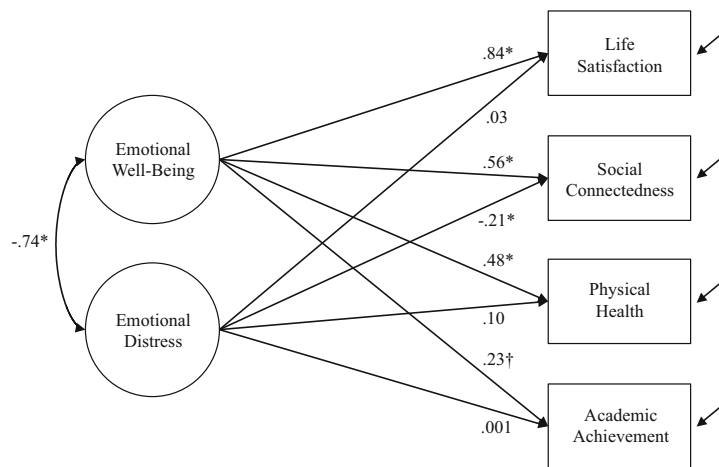 Life
Satisfaction
.84*
.03
Emotional
Well-Being
.56*
Social
Connectedness
-.21*
-.74*
.48*
Physical
Health
.10
Emotional
Distress
.23†
.001
Academic
Achievement